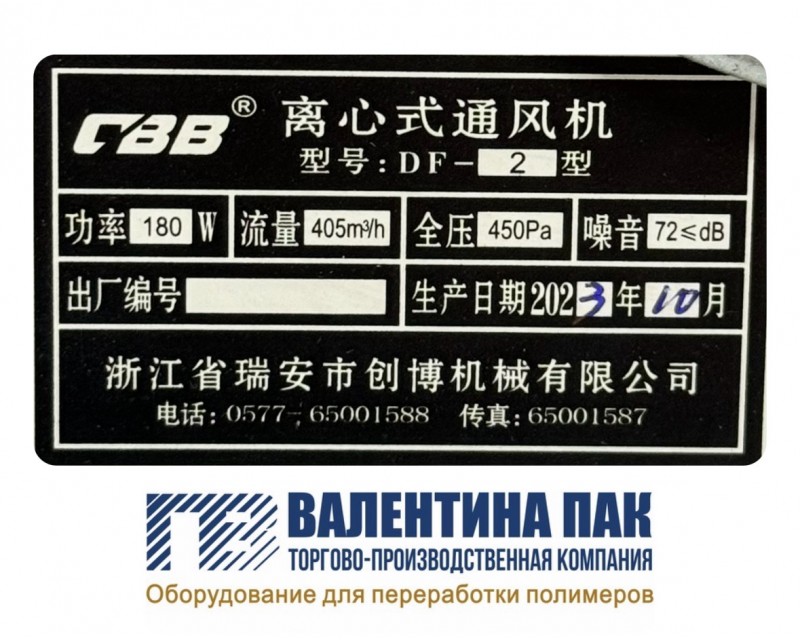 CBB® 离心式通风机
型号:DF-2型
功率 180 W 流量 405m³/h 全压 450Pa 噪音 72≤dB
出厂编号 生产日期 2023年10月
浙江省瑞安市创博机械有限公司
电话:0577-65001588 传真:65001587
ВАЛЕНТИНА ПАК
ТОРГОВО-ПРОИЗВОДСТВЕННАЯ КОМПАНИЯ
Оборудование для переработки полимеров